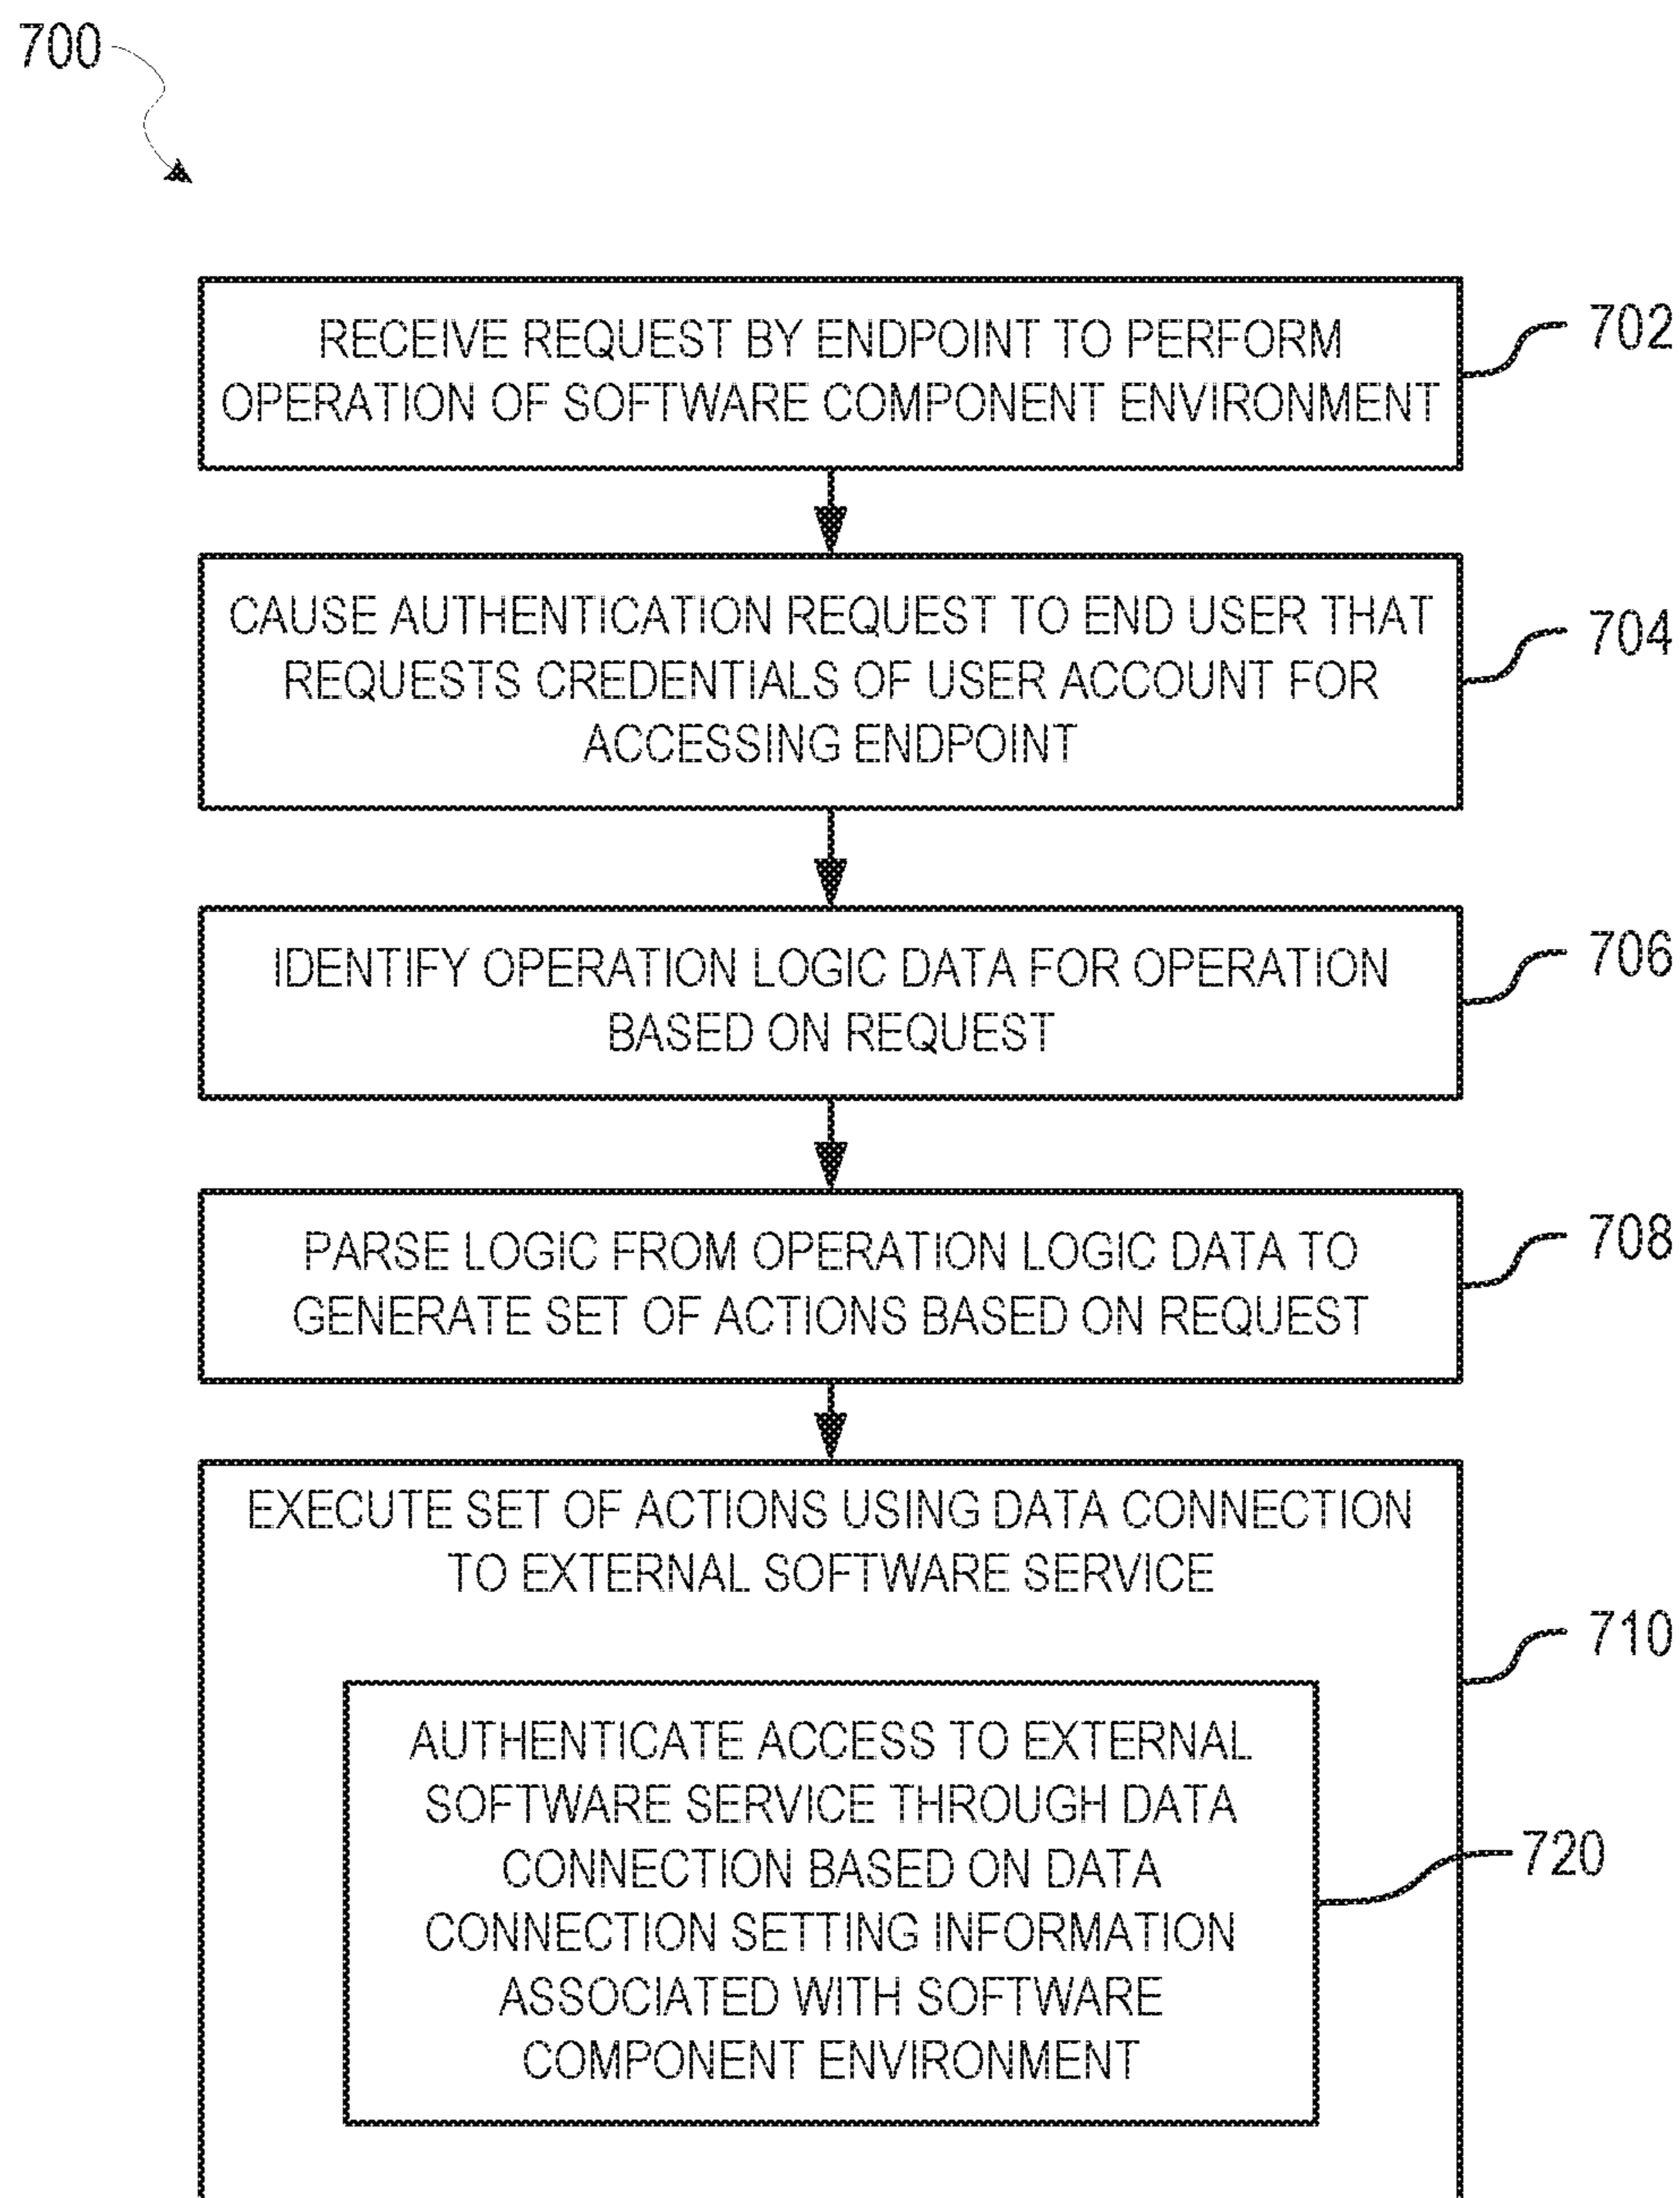 700
RECEIVE REQUEST BY ENDPOINT TO PERFORM
OPERATION OF SOFTWARE COMPONENT ENVIRONMENT
702
CAUSE AUTHENTICATION REQUEST TO END USER THAT
REQUESTS CREDENTIALS OF USER ACCOUNT FOR
ACCESSING ENDPOINT
704
IDENTIFY OPERATION LOGIC DATA FOR OPERATION
BASED ON REQUEST
706
PARSE LOGIC FROM OPERATION LOGIC DATA TO
GENERATE SET OF ACTIONS BASED ON REQUEST
708
EXECUTE SET OF ACTIONS USING DATA CONNECTION
TO EXTERNAL SOFTWARE SERVICE
710
AUTHENTICATE ACCESS TO EXTERNAL
SOFTWARE SERVICE THROUGH DATA
CONNECTION BASED ON DATA
CONNECTION SETTING INFORMATION
ASSOCIATED WITH SOFTWARE
COMPONENT ENVIRONMENT
720